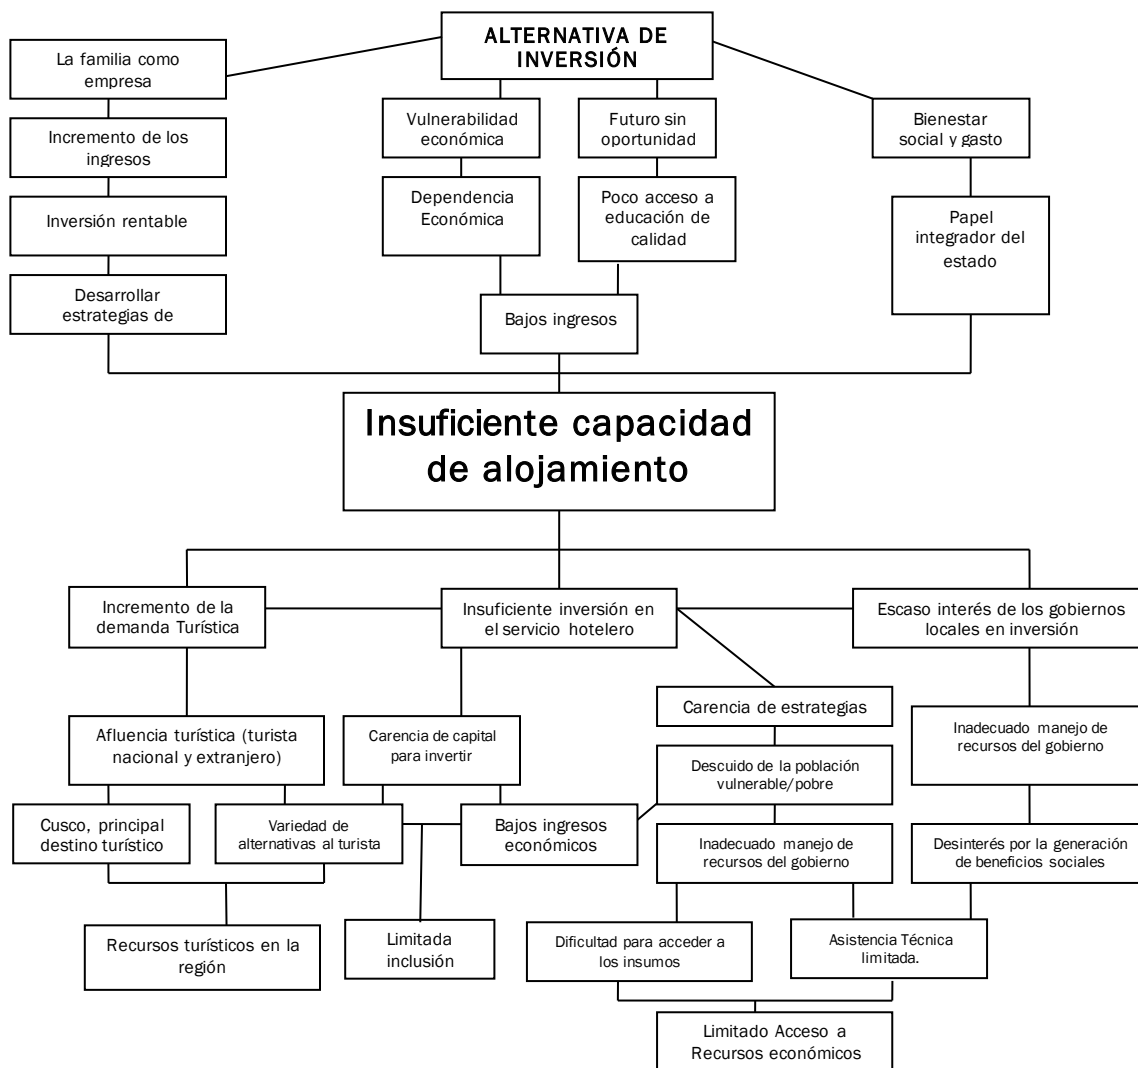 ALTERNATIVA DE
INVERSIÓN
La familia como
empresa
Vulnerabilidad
económica
Futuro sin
oportunidad
Bienestar
social y gasto
Incremento de los
ingresos
Dependencia
Económica
Poco acceso a
educación de
calidad
Papel
integrador del
estado
Inversión rentable
Desarrollar
estrategias de
Bajos ingresos
Insuficiente capacidad
de alojamiento
Incremento de la
demanda Turística
Insuficiente inversión en
el servicio hotelero
Escaso interés de los gobiernos
locales en inversión
Carencia de estrategias
Afluencia turística (turista
nacional y extranjero)
Carencia de capital
para invertir
Inadecuado manejo de
recursos del gobierno
Descuido de la población
vulnerable/pobre
Cusco, principal
destino turístico
Variedad de
alternativas al turista
Bajos ingresos
económicos
Inadecuado manejo de
recursos del gobierno
Desinterés por la generación
de beneficios sociales
Recursos turísticos en la
región
Limitada
inclusión
Dificultad para acceder a
los insumos
Asistencia Técnica
limitada.
Limitado Acceso a
Recursos económicos